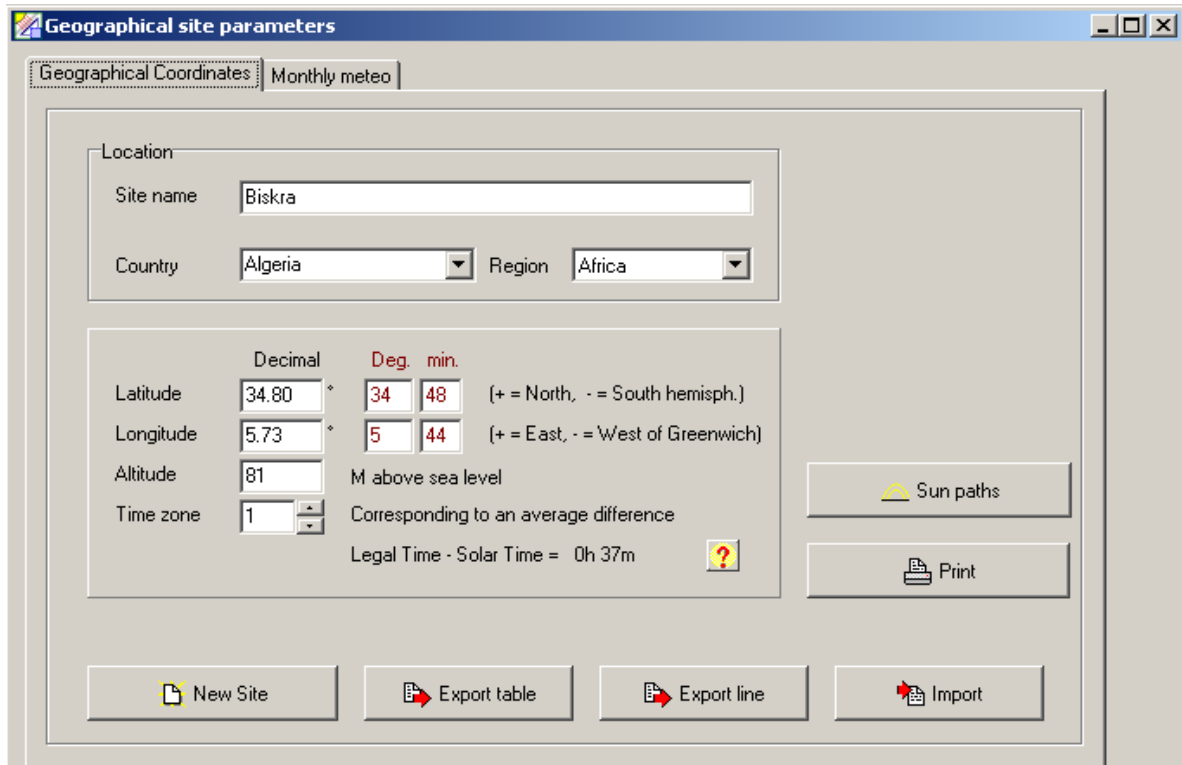 Geographical site parameters
Geographical Coordinates Monthly meteo
Location
Site name Biskra
Country Algeria Region Africa
Decimal Deg. min.
Latitude 34.80 ° 34 48 (+ = North, - = South hemisph.)
Longitude 5.73 ° 5 44 (+ = East, - = West of Greenwich)
Altitude 81 M above sea level
Time zone 1 Corresponding to an average difference
Legal Time - Solar Time = 0h 37m ?
Sun paths
Print
New Site Export table Export line Import